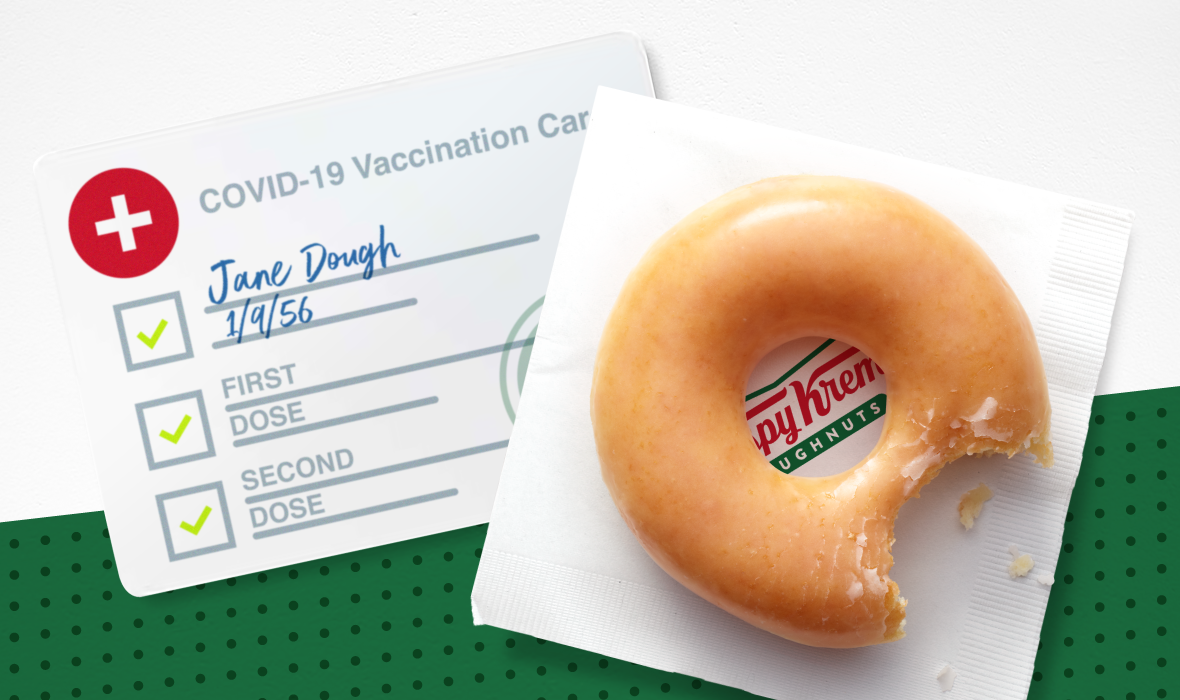 COVID-19 Vaccination Car
Jane Dough
1/9/56
FIRST
DOSE
SECOND
DOSE
py Krem
UGHNUTS